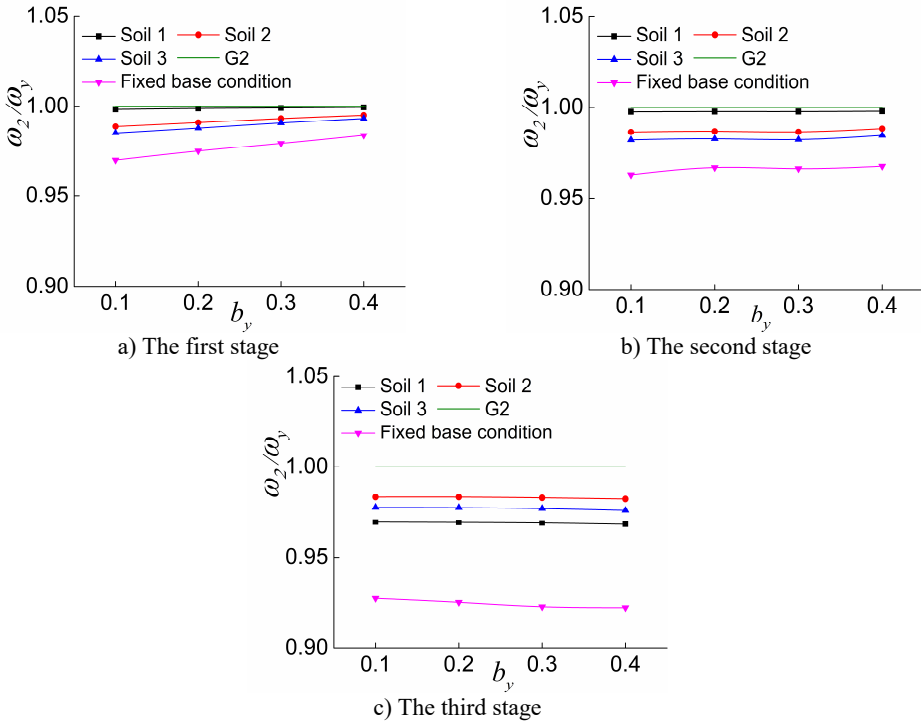 1.05
Soil 1 Soil 2
Soil 3 G2
Fixed base condition
1.00
0.95
0.90
ω2/ωy
0.1 0.2 0.3 0.4
by
a) The first stage
1.05
Soil 1 Soil 2
Soil 3 G2
Fixed base condition
1.00
0.95
0.90
ω2/ωy
0.1 0.2 0.3 0.4
by
b) The second stage
1.05
Soil 1 Soil 2
Soil 3 G2
Fixed base condition
1.00
0.95
0.90
ω2/ωy
0.1 0.2 0.3 0.4
by
c) The third stage